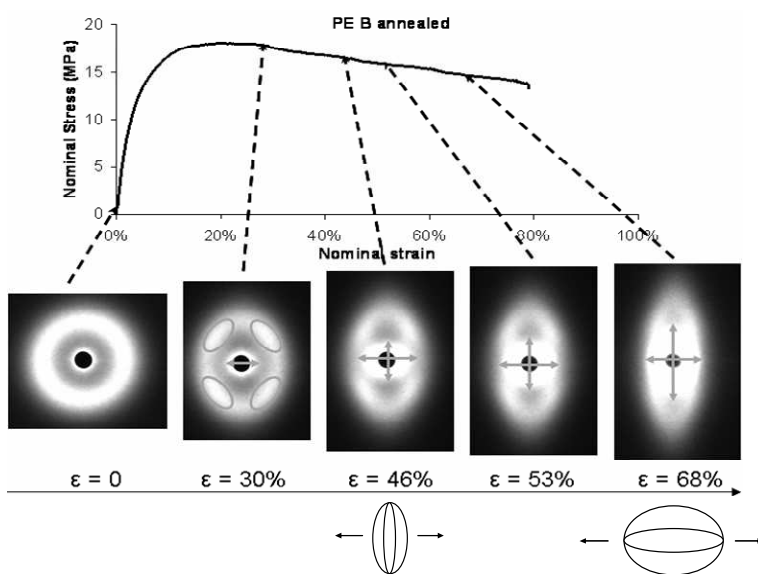 PE B annealed
20
15
10
5
0
Nominal Stress (MPa)
0% 20% 40% 60% 80% 100%
Nominal strain
ε = 0 ε = 30% ε = 46% ε = 53% ε = 68%